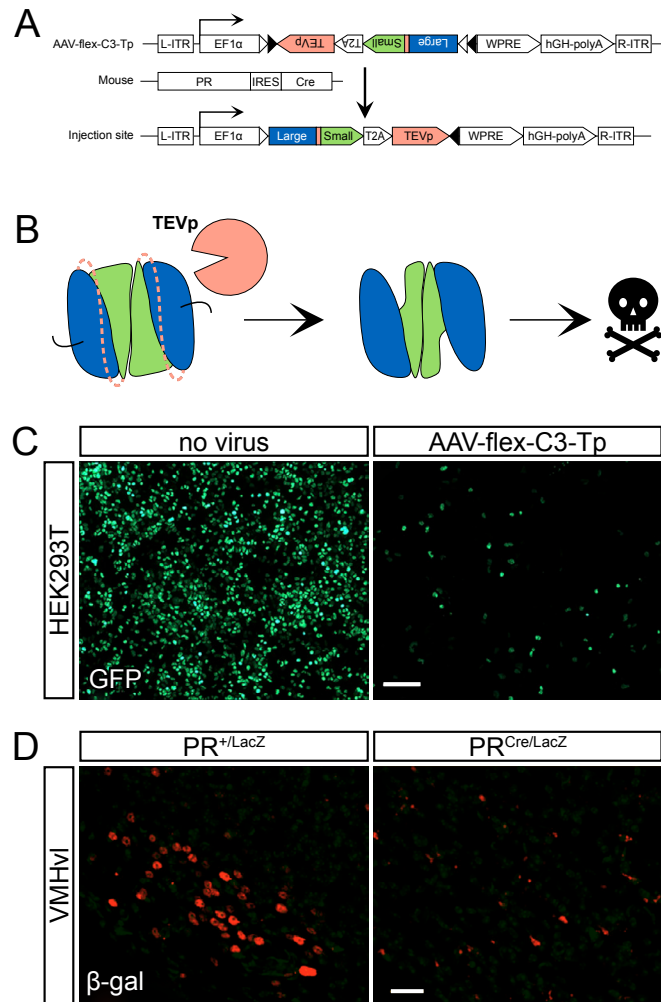 A
AAV-flex-C3-Tp L-ITR EF1α TEVp T2A Small Large WPRE hGH-polyA R-ITR
Mouse PR IRES Cre
Injection site L-ITR EF1α Large Small T2A TEVp WPRE hGH-polyA R-ITR
B
TEVp
C
no virus AAV-flex-C3-Tp
HEK293T
GFP
D
PR+/LacZ PRCre/LacZ
VMHvl
β-gal